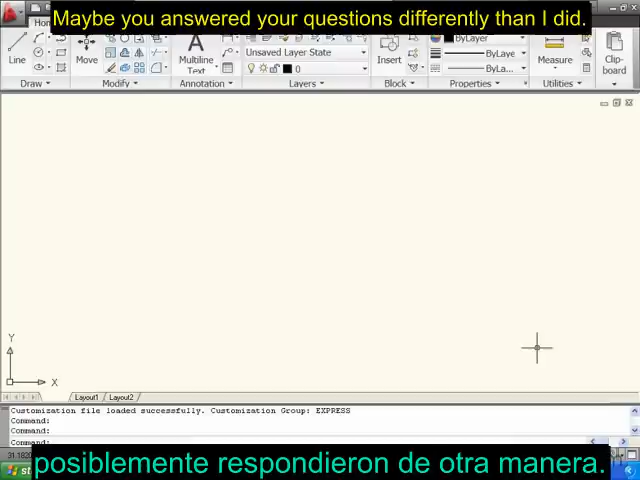 Maybe you answered your questions differently than I did.
Line
Move
Multiline
Text
Unsaved Layer State
0
Insert
ByLayer
ByLaye
ByLa...
Measure
Clip-
board
Draw
Modify
Annotation
Layers
Block
Properties
Utilities
Y
X
Layout1
Layout2
Customization file loaded successfully. Customization Group: EXPRESS
Command:
Command:
Command:
posiblemente respondieron de otra manera.